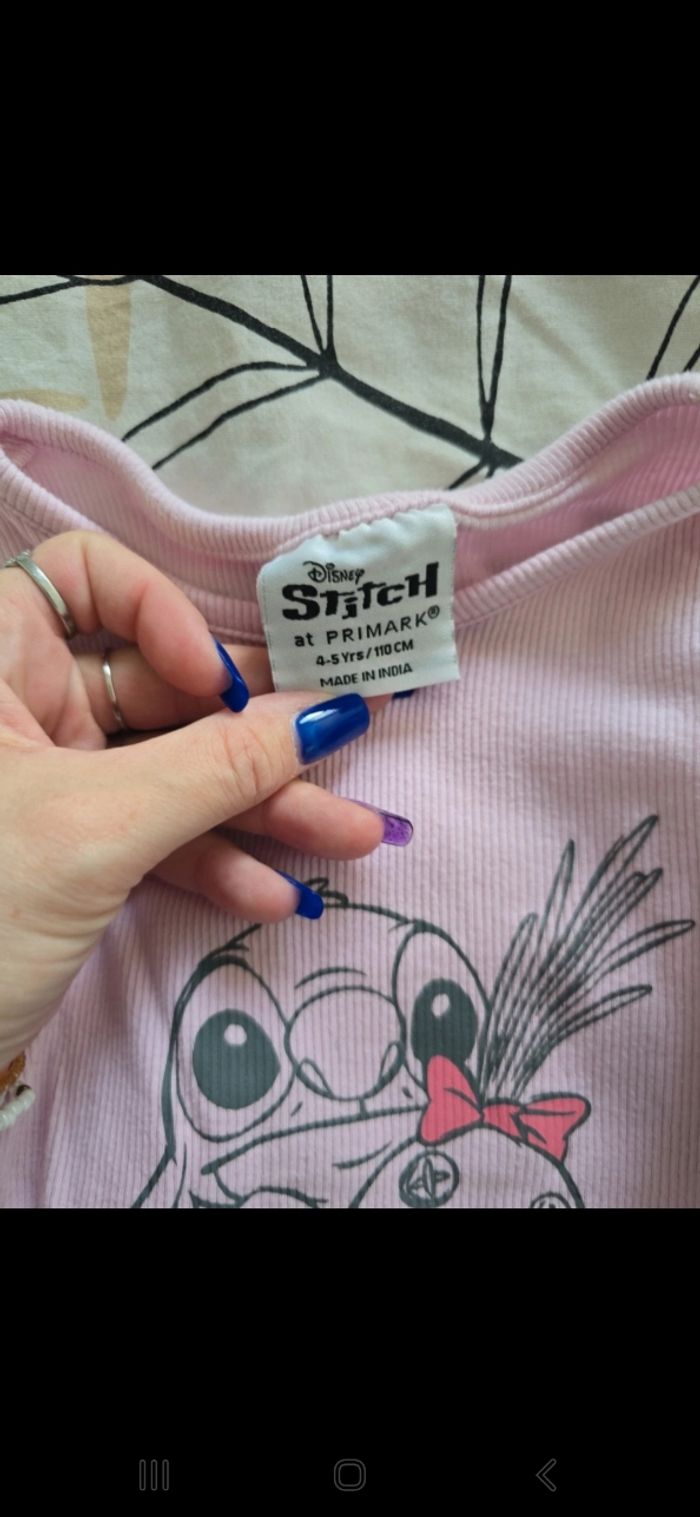 Disney
StitcH
at PRIMARK®
4-5 Yrs / 110 CM
MADE IN INDIA